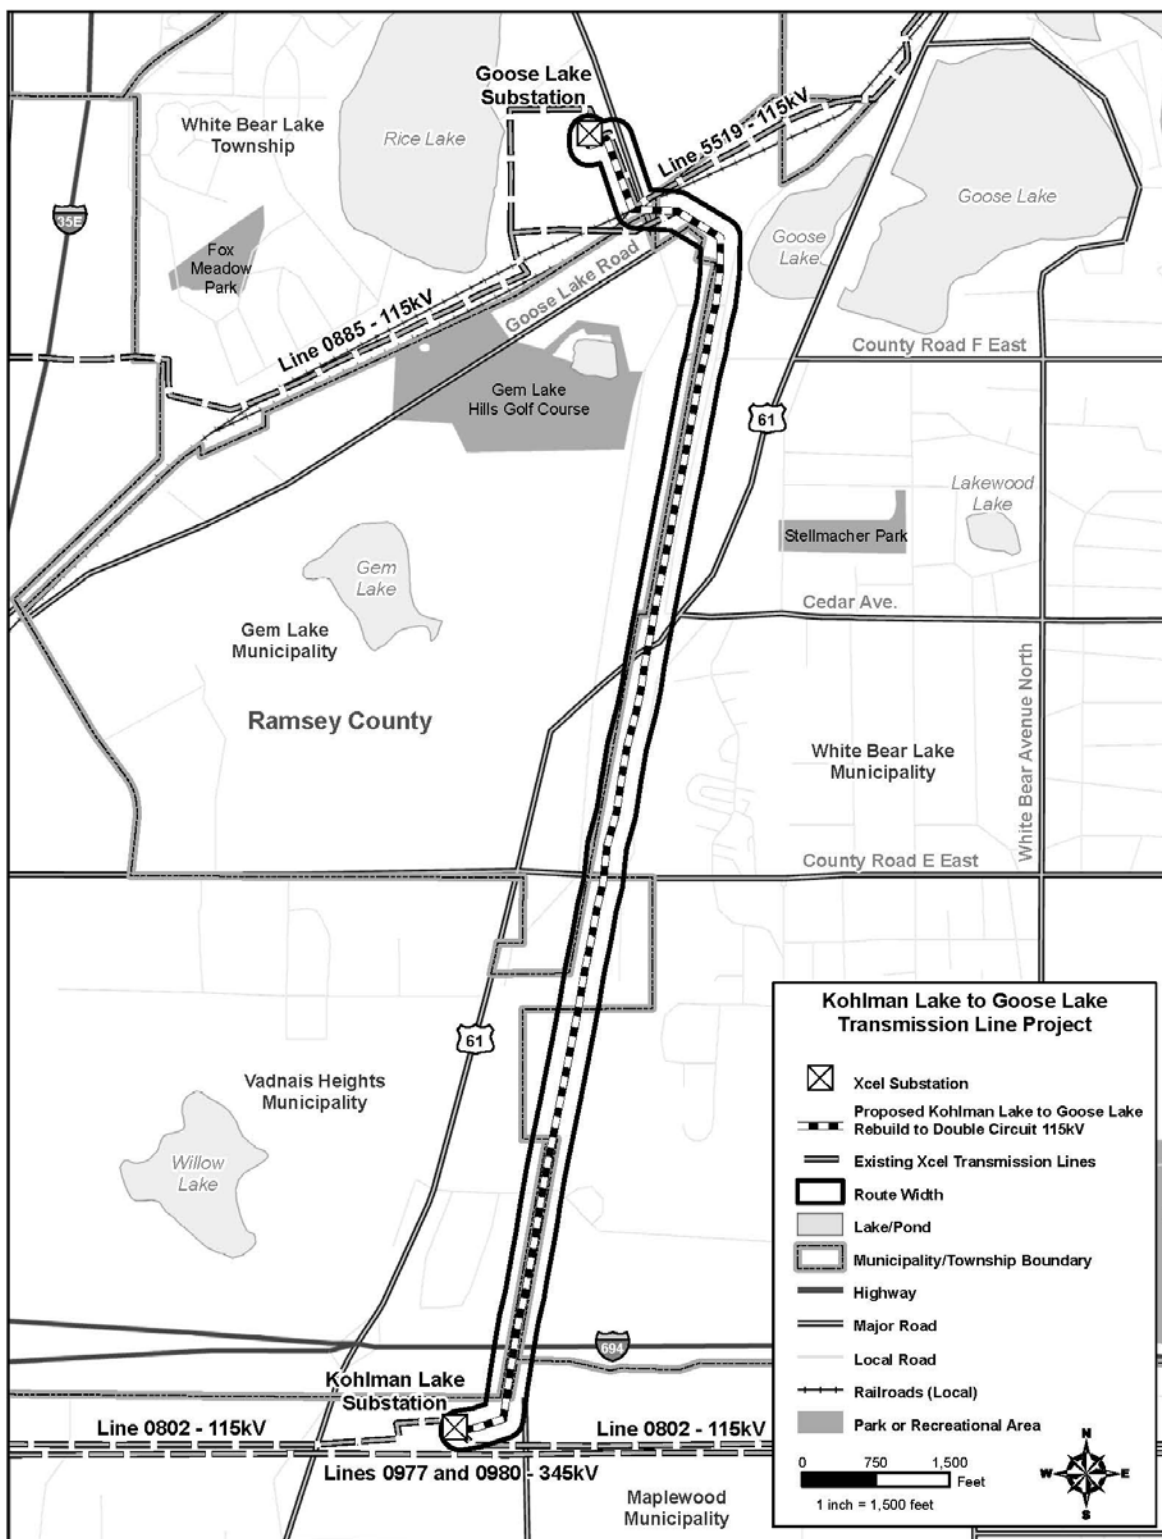 Goose Lake
Substation
White Bear Lake
Township
Rice Lake
Line 5519 - 115kV
35E
Goose Lake
Goose
Lake
Fox
Meadow
Park
Goose Lake Road
Line 0885 - 115kV
County Road F East
Gem Lake
Hills Golf Course
61
Lakewood
Lake
Stellmacher Park
Gem
Lake
Cedar Ave.
Gem Lake
Municipality
White Bear Avenue North
Ramsey County
White Bear Lake
Municipality
County Road E East
61
Vadnais Heights
Municipality
Willow
Lake
694
Kohlman Lake
Substation
Line 0802 - 115kV
Line 0802 - 115kV
Lines 0977 and 0980 - 345kV
Maplewood
Municipality
Kohlman Lake to Goose Lake
Transmission Line Project
Xcel Substation
Proposed Kohlman Lake to Goose Lake
Rebuild to Double Circuit 115kV
Existing Xcel Transmission Lines
Route Width
Lake/Pond
Municipality/Township Boundary
Highway
Major Road
Local Road
Railroads (Local)
Park or Recreational Area
0 750 1,500
Feet
1 inch = 1,500 feet
N
W E
S